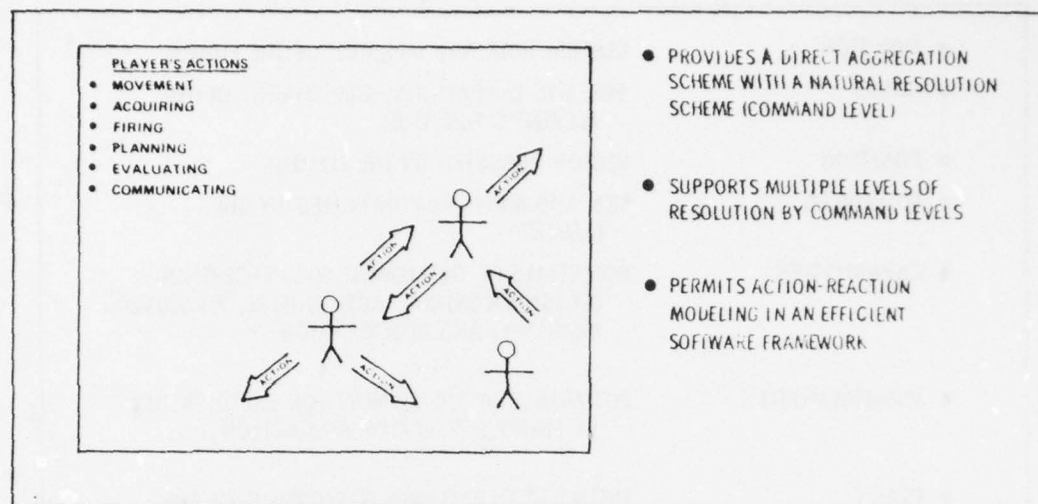 PLAYER'S ACTIONS
• MOVEMENT
• ACQUIRING
• FIRING
• PLANNING
• EVALUATING
• COMMUNICATING
ACTION
ACTION
ACTION
ACTION
ACTION
ACTION
• PROVIDES A DIRECT AGGREGATION
SCHEME WITH A NATURAL RESOLUTION
SCHEME (COMMAND LEVEL)
• SUPPORTS MULTIPLE LEVELS OF
RESOLUTION BY COMMAND LEVELS
• PERMITS ACTION-REACTION
MODELING IN AN EFFICIENT
SOFTWARE FRAMEWORK